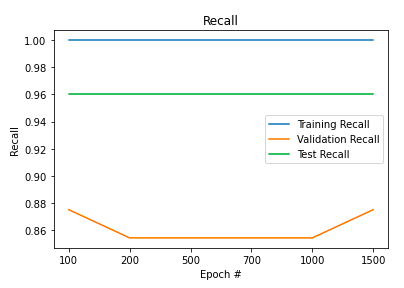 Recall
1.00
0.98
0.96
0.94
0.92
0.90
0.88
0.86
Recall
Training Recall
Validation Recall
Test Recall
100 200 500 700 1000 1500
Epoch #